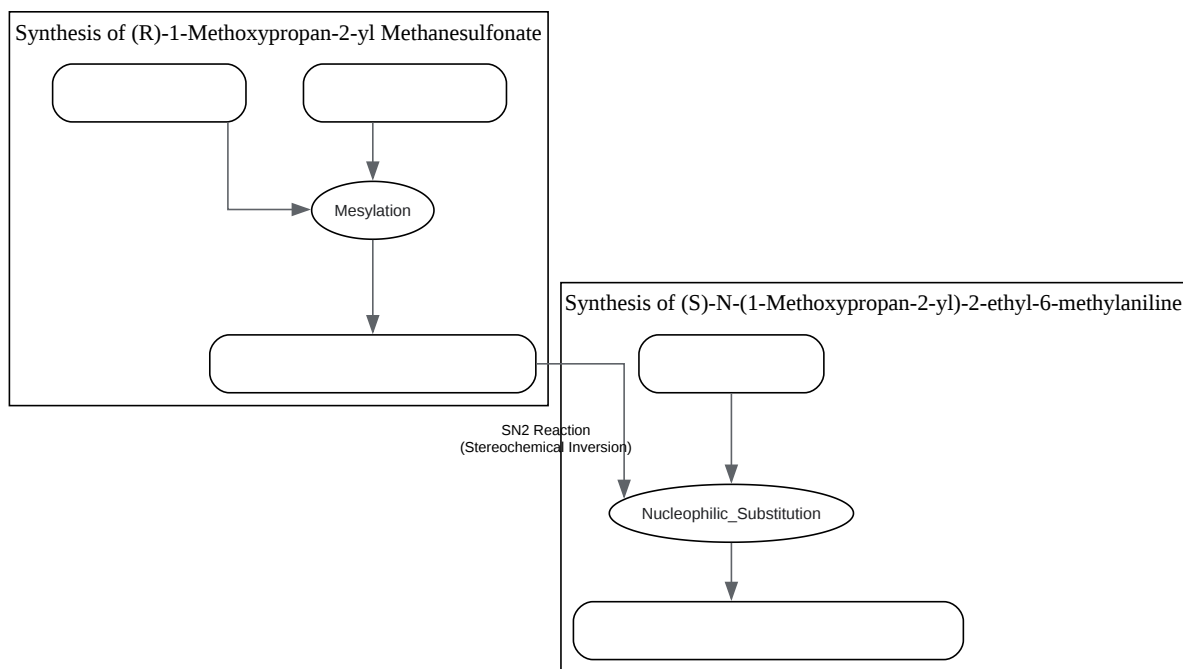 Synthesis of (R)-1-Methoxypropan-2-yl Methanesulfonate
Mesylation
Synthesis of (S)-N-(1-Methoxypropan-2-yl)-2-ethyl-6-methylaniline
SN2 Reaction
(Stereochemical Inversion)
Nucleophilic_Substitution